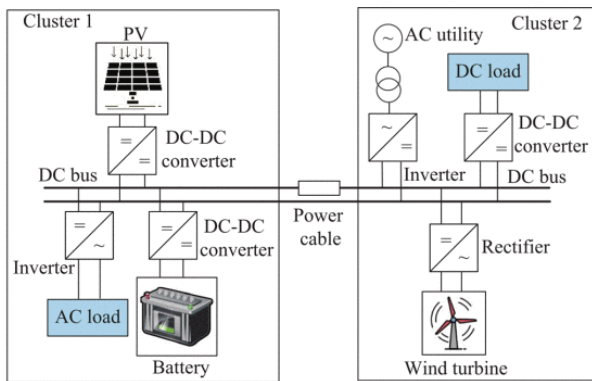 Cluster 1
PV
DC-DC
converter
DC bus
Inverter
AC load
DC-DC
converter
Battery
Power
cable
Cluster 2
AC utility
DC load
DC-DC
converter
Inverter
DC bus
Rectifier
Wind turbine